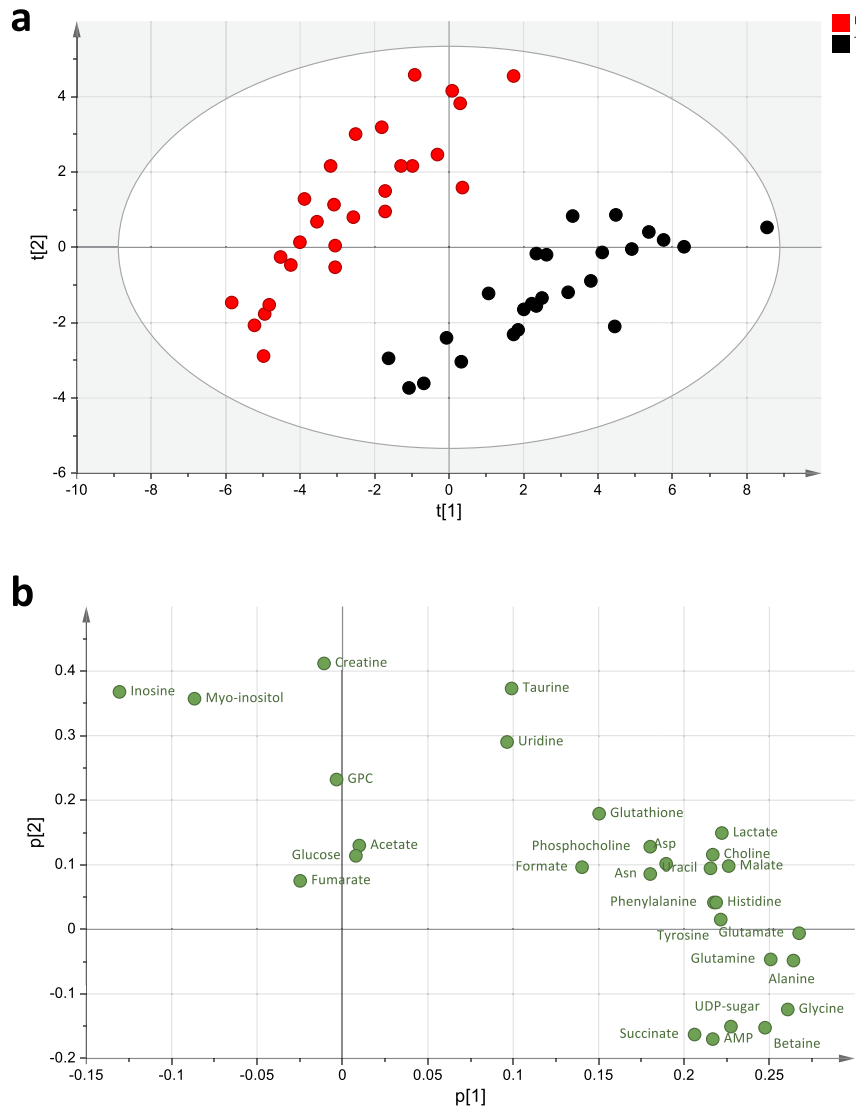 a
4
2
0
-2
-4
-6
t[2]
-10 -8 -6 -4 -2 0 2 4 6 8
t[1]
b
0.4
0.3
0.2
0.1
0
-0.1
-0.2
p[2]
Creatine
Inosine
Myo-inositol
Taurine
Uridine
GPC
Glutathione
Lactate
Acetate
Phosphocholine
Asp
Glucose
Choline
Formate
Uracil
Malate
Asn
Fumarate
Phenylalanine
Histidine
Tyrosine
Glutamate
Glutamine
Alanine
UDP-sugar
Glycine
Succinate
AMP
Betaine
-0.15 -0.1 -0.05 0 0.05 0.1 0.15 0.2 0.25
p[1]